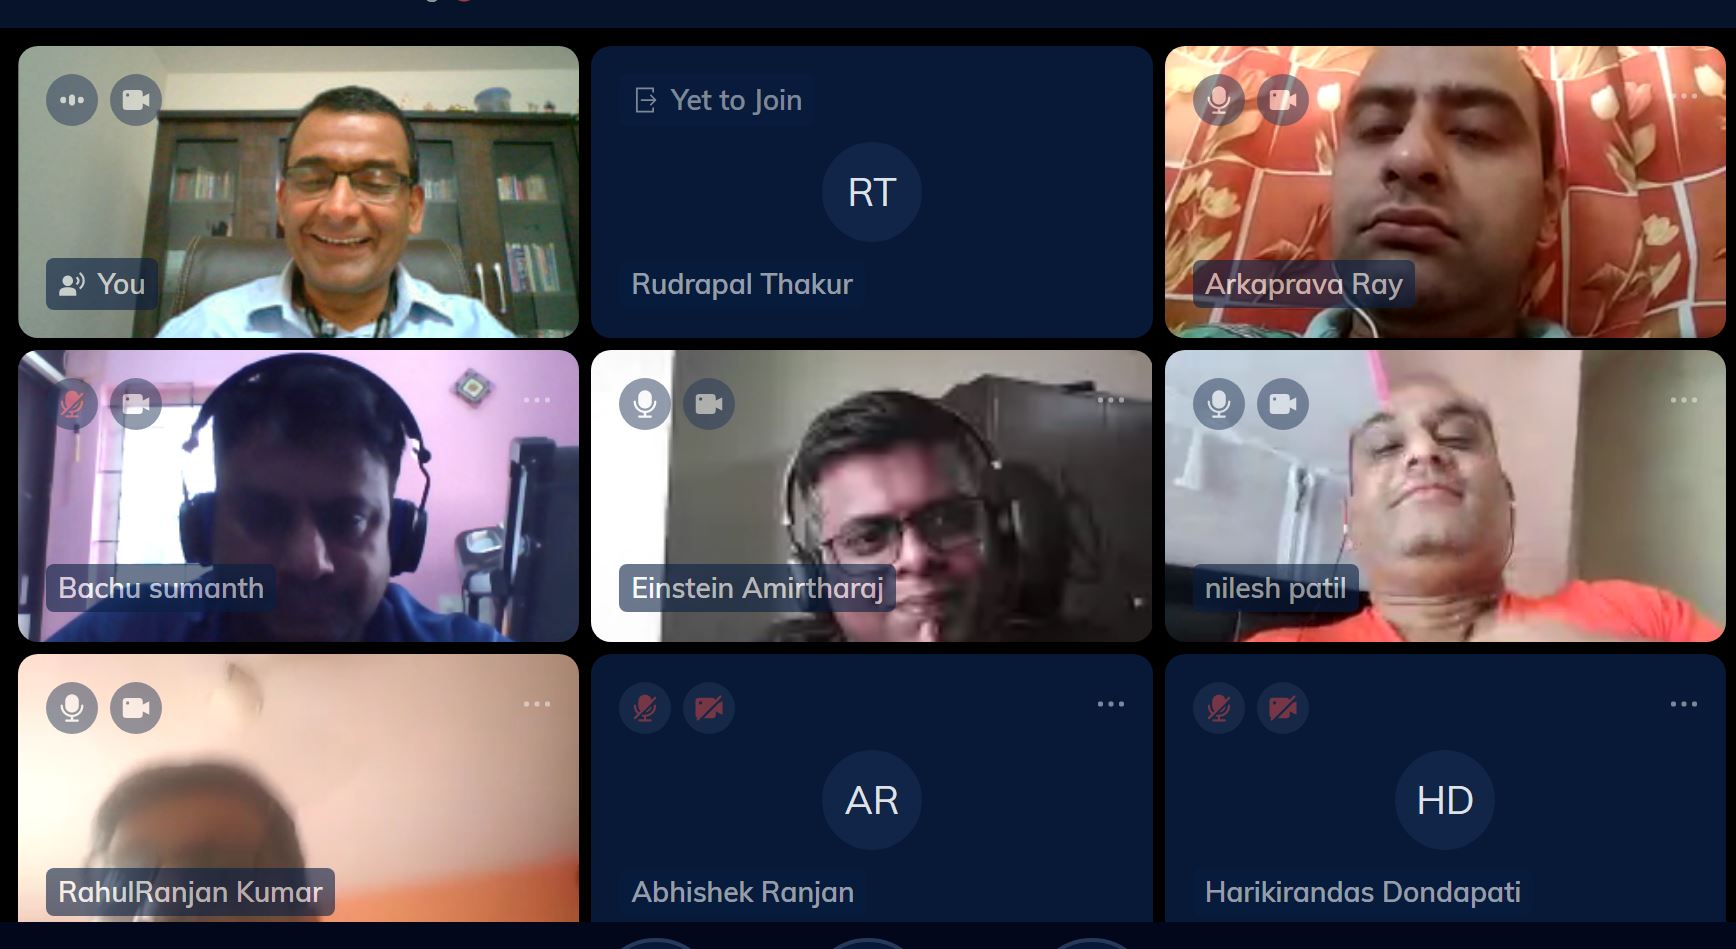 You
Yet to Join
RT
Rudrapal Thakur
Arkaprava Ray
Bachu sumanth
Einstein Amirtharaj
nilesh patil
RahulRanjan Kumar
AR
Abhishek Ranjan
HD
Harikirandas Dondapati